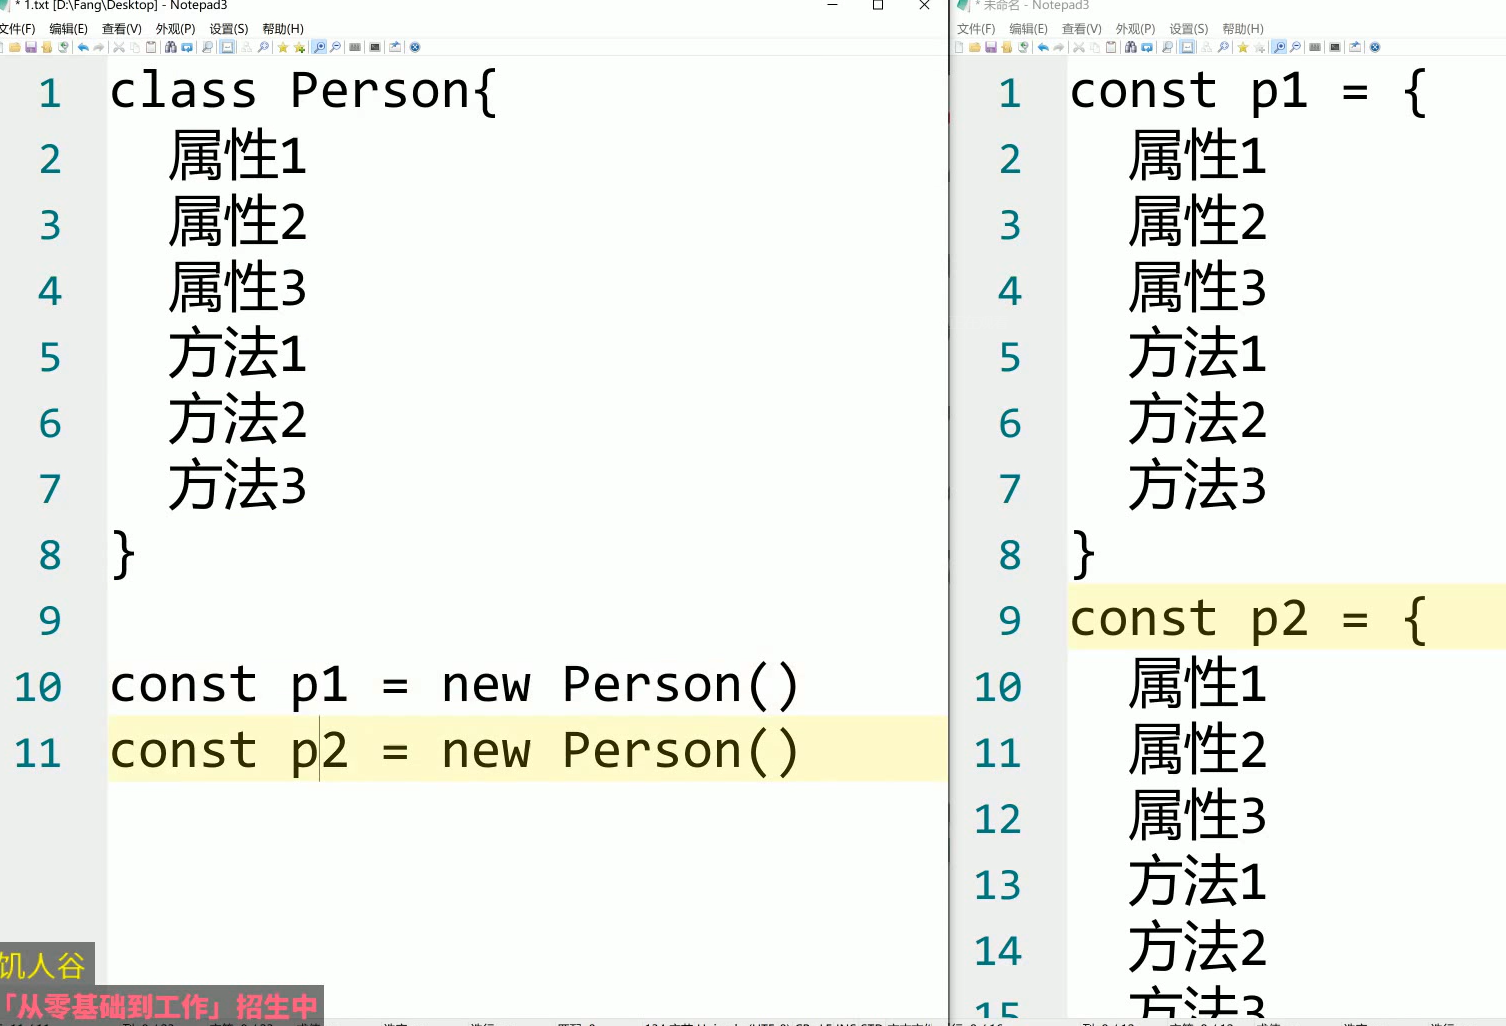 * 1.txt [D:\Fang\Desktop] - Notepad3
文件(F) 编辑(E) 查看(V) 外观(P) 设置(S) 帮助(H)
1 class Person{
2 属性1
3 属性2
4 属性3
5 方法1
6 方法2
7 方法3
8 }
9
10 const p1 = new Person()
11 const p2 = new Person()
饥人谷
「从零基础到工作」招生中
* 未命名 - Notepad3
文件(F) 编辑(E) 查看(V) 外观(P) 设置(S) 帮助(H)
1 const p1 = {
2 属性1
3 属性2
4 属性3
5 方法1
6 方法2
7 方法3
8 }
9 const p2 = {
10 属性1
11 属性2
12 属性3
13 方法1
14 方法2
15 方法3